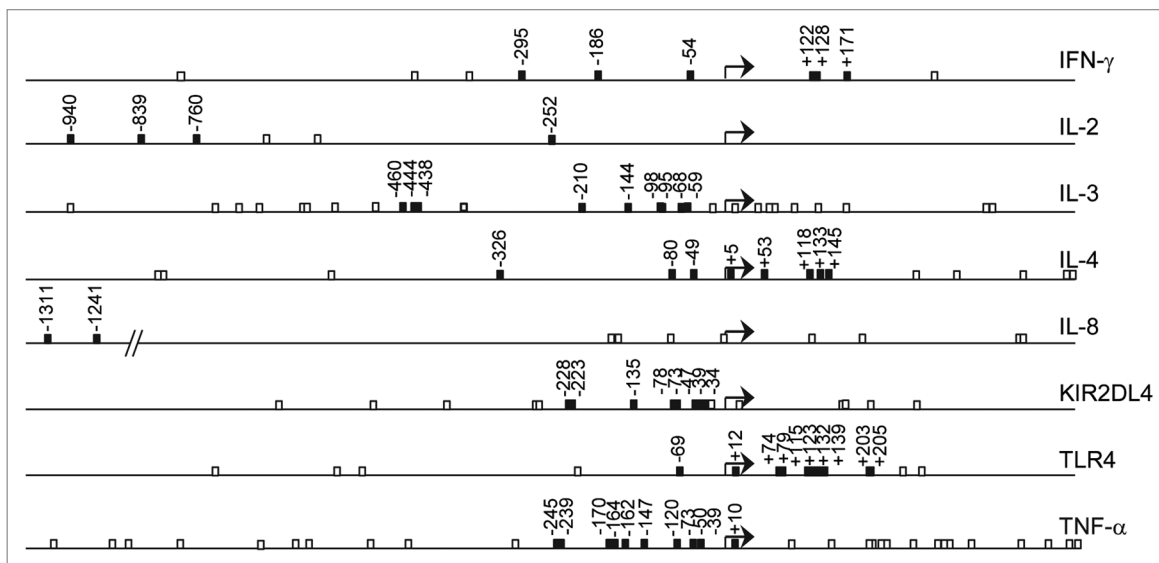 -295 -186 -54 +122 +128 +171 IFN-γ
-940 -839 -760 -252 IL-2
-460 -444 -438 -210 -144 -98 -95 -68 -59 IL-3
-326 -80 -49 +5 +53 +118 +133 +145 IL-4
-1311 -1241 IL-8
-228 -223 -135 -78 -73 -47 -39 -34 KIR2DL4
-69 +12 +74 +79 +115 +123 +132 +139 +203 +205 TLR4
-245 -239 -170 -164 -162 -147 -120 -73 -50 -39 +10 TNF-α